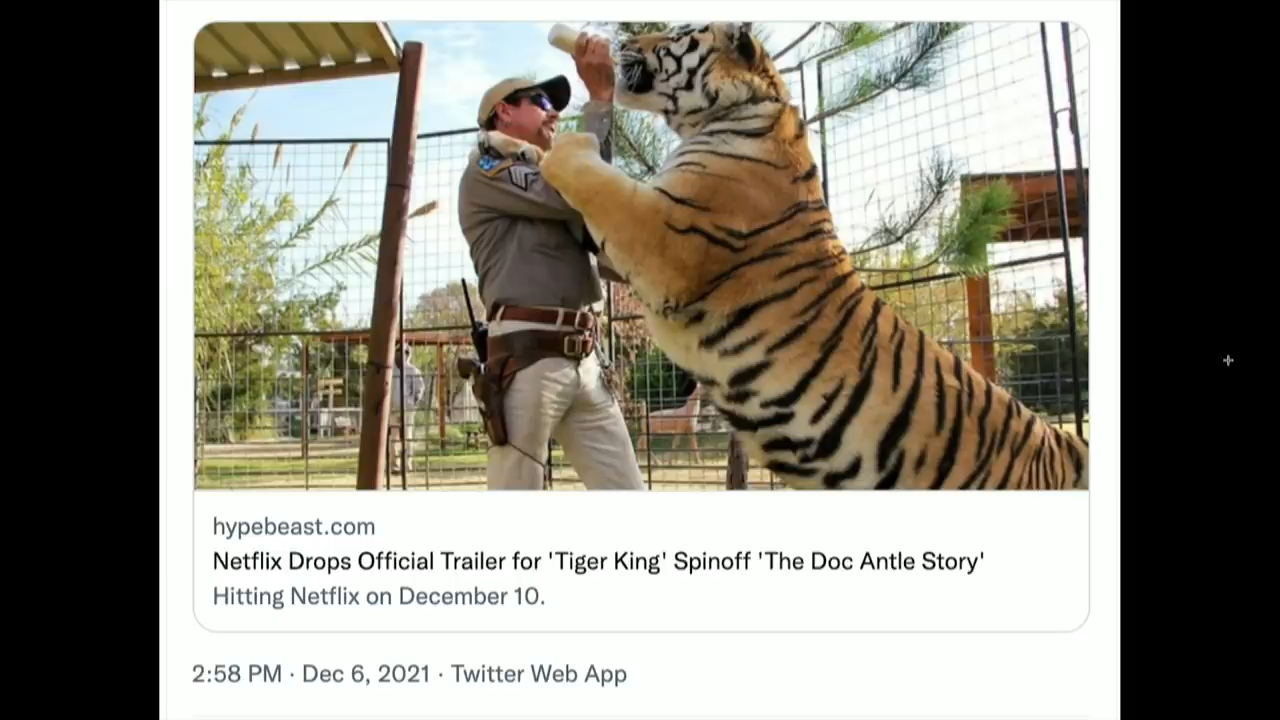 hypebeast.com
Netflix Drops Official Trailer for 'Tiger King' Spinoff 'The Doc Antle Story'
Hitting Netflix on December 10.
2:58 PM · Dec 6, 2021 · Twitter Web App